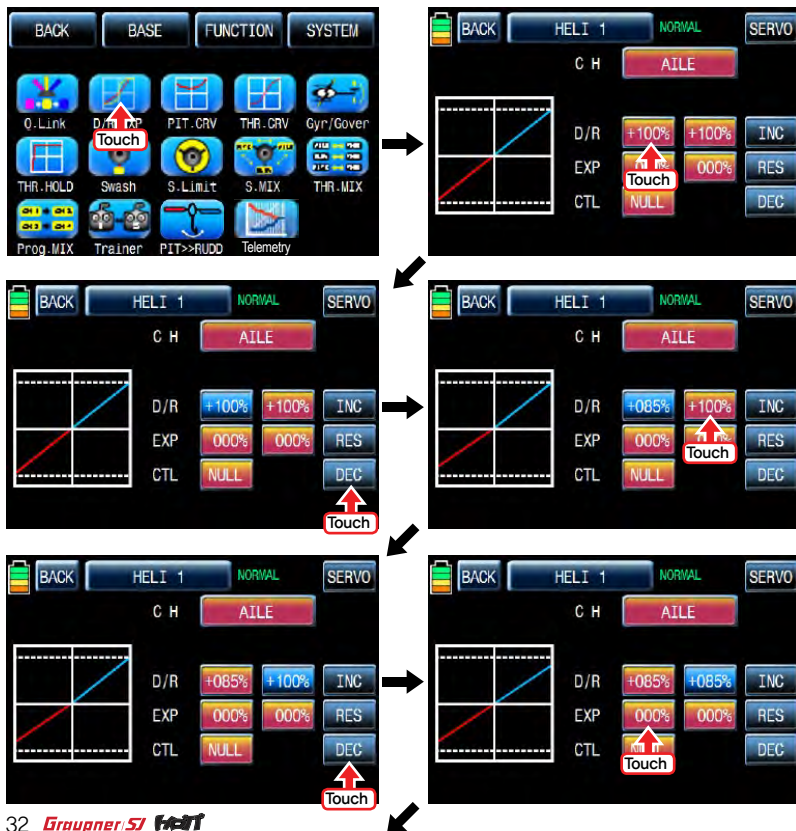 BACK BASE FUNCTION SYSTEM
Q.Link D/R EXP PIT.CRV THR.CRV Gyr/Gover
Touch
THR.HOLD Swash S.Limit S.MIX THR.MIX
Prog.MIX Trainer PIT>>RUDD Telemetry
BACK HELI 1 NORMAL SERVO
C H AILE
D/R +100% +100% INC
EXP 000% RES
Touch
CTL NULL DEC
BACK HELI 1 NORMAL SERVO
C H AILE
D/R +100% +100% INC
EXP 000% 000% RES
CTL NULL DEC
Touch
BACK HELI 1 NORMAL SERVO
C H AILE
D/R +085% +100% INC
EXP 000% RES
Touch
CTL NULL DEC
BACK HELI 1 NORMAL SERVO
C H AILE
D/R +085% +100% INC
EXP 000% 000% RES
CTL NULL DEC
Touch
BACK HELI 1 NORMAL SERVO
C H AILE
D/R +085% +085% INC
EXP 000% 000% RES
CTL DEC
Touch
32 Graupner SJ HoTT